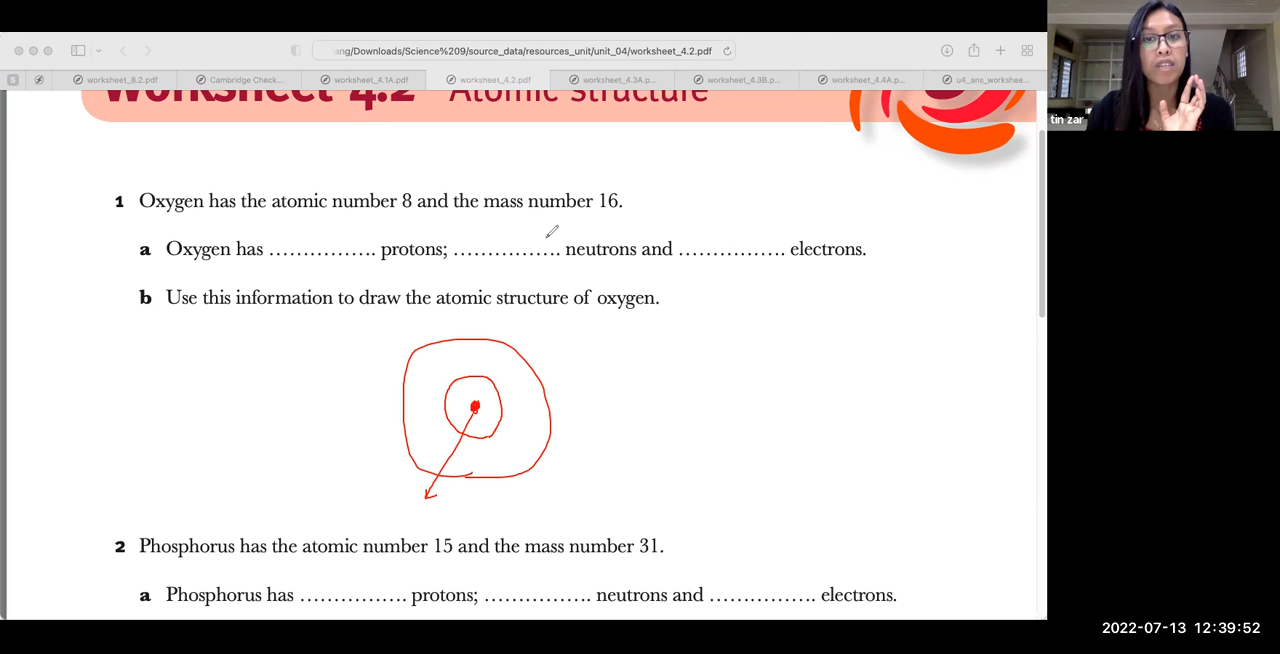 ang/Downloads/Science%209/source_data/resources_unit/unit_04/worksheet_4.2.pdf
worksheet_8.2.pdf
Cambridge Check...
worksheet_4.1A.pdf
worksheet_4.2.pdf
worksheet_4.3A.p...
worksheet_4.3B.p...
worksheet_4.4A.p...
u4_ans_workshee...
Worksheet 4.2 Atomic structure
tin zar
1 Oxygen has the atomic number 8 and the mass number 16.
a Oxygen has ................ protons; ................ neutrons and ................ electrons.
b Use this information to draw the atomic structure of oxygen.
2 Phosphorus has the atomic number 15 and the mass number 31.
a Phosphorus has ................ protons; ................ neutrons and ................ electrons.
2022-07-13 12:39:52